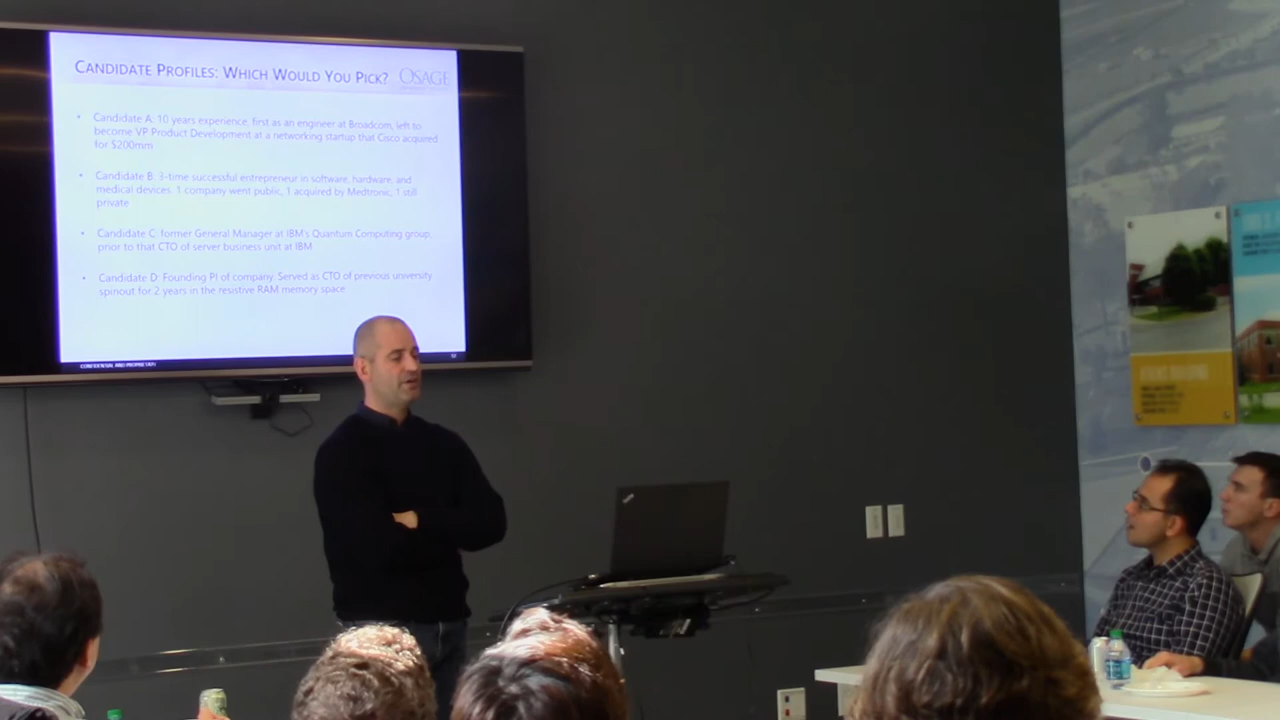 CANDIDATE PROFILES: WHICH WOULD YOU PICK?
OSAGE
• Candidate A: 10 years experience. first as an engineer at Broadcom, left to
become VP Product Development at a networking startup that Cisco acquired
for $200mm
• Candidate B: 3-time successful entrepreneur in software, hardware, and
medical devices. 1 company went public, 1 acquired by Medtronic, 1 still
private
• Candidate C: former General Manager at IBM's Quantum Computing group,
prior to that CTO of server business unit at IBM
• Candidate D: Founding PI of company. Served as CTO of previous university
spinout for 2 years in the resistive RAM memory space
CONFIDENTIAL AND PROPRIETARY